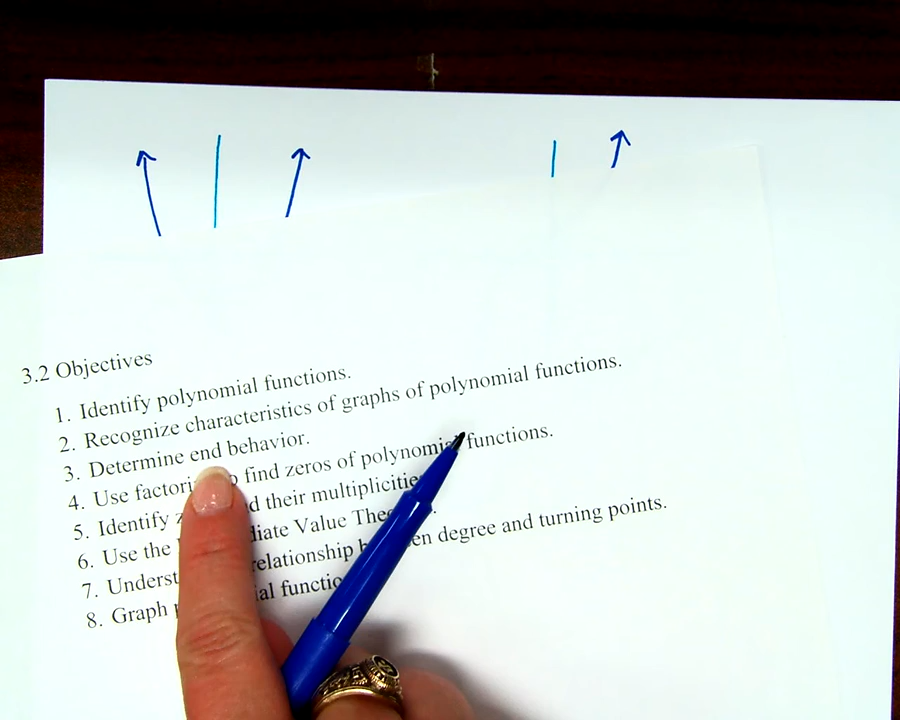 3.2 Objectives
1. Identify polynomial functions.
2. Recognize characteristics of graphs of polynomial functions.
3. Determine end behavior.
4. Use factori find zeros of polynomial functions.
5. Identify d their multiplicitie
6. Use the diate Value The
7. Underst relationship b en degree and turning points.
8. Graph p ial functio